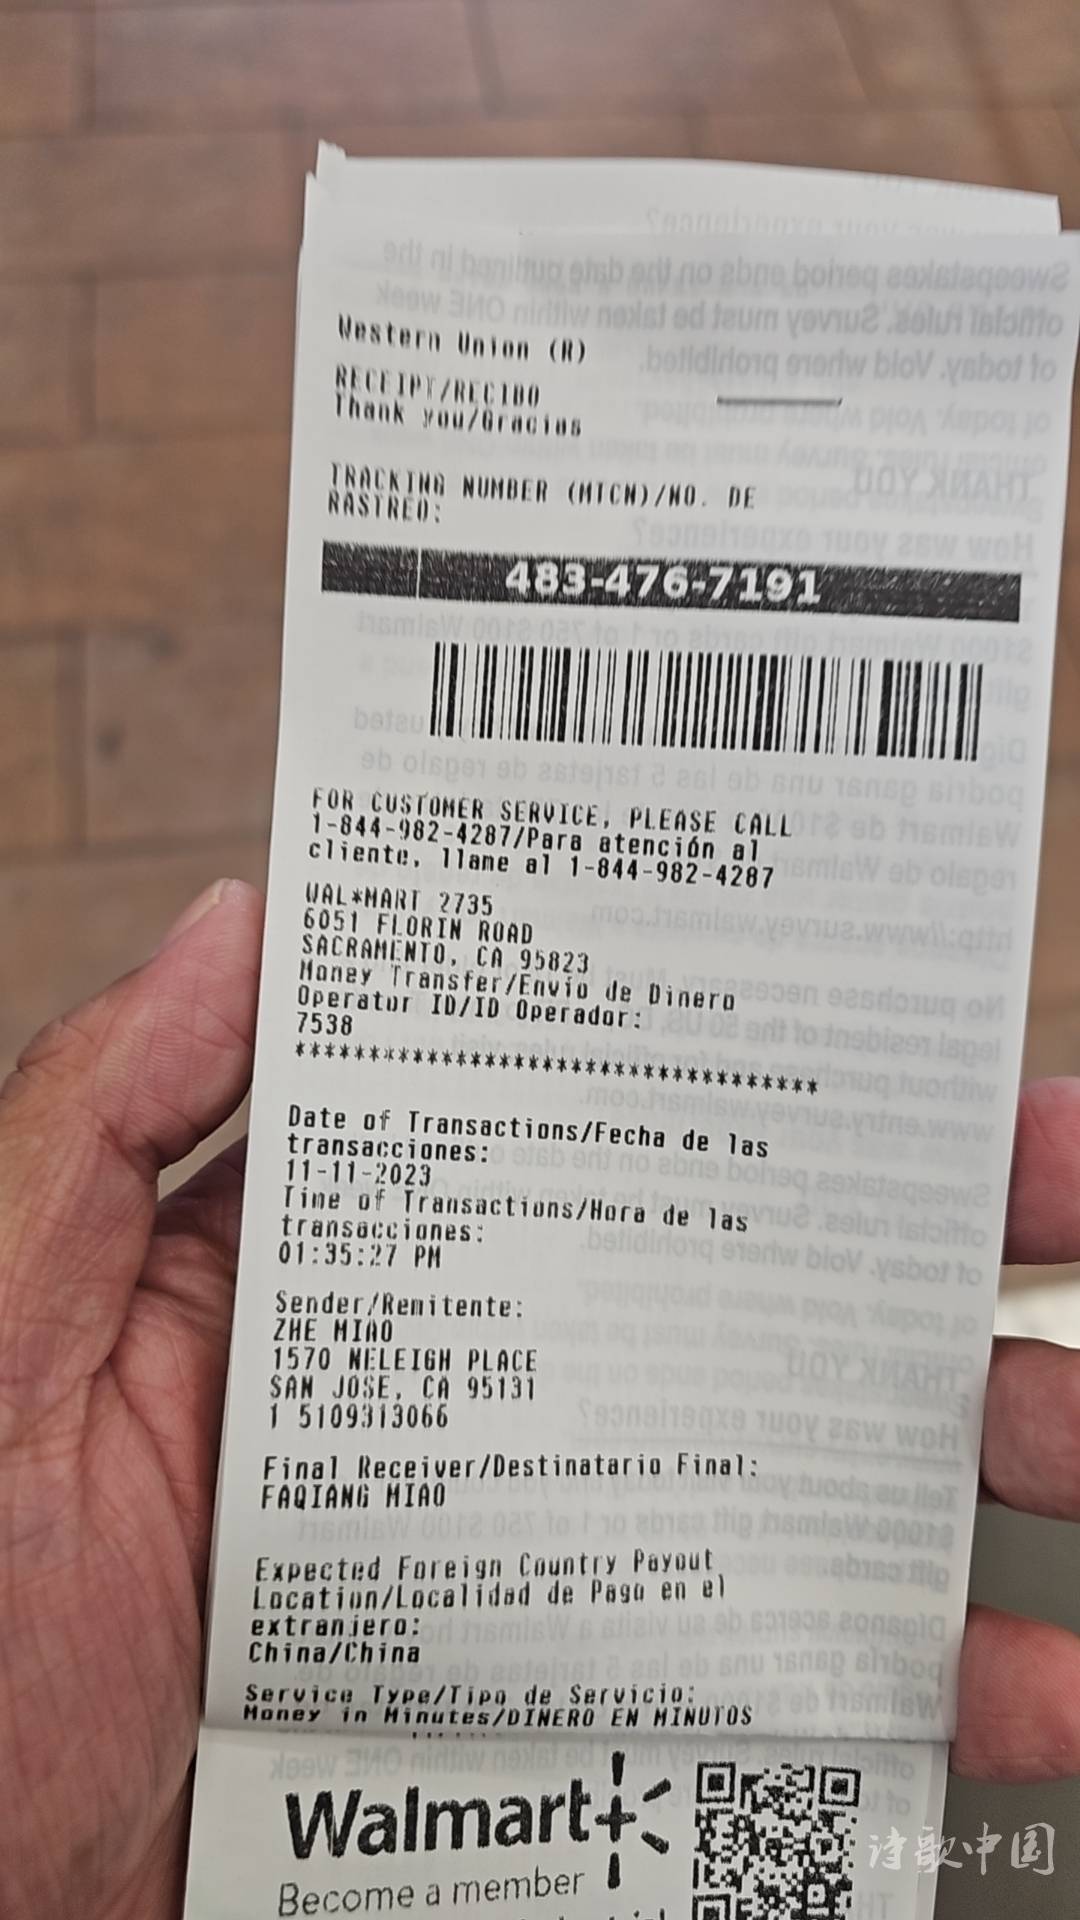 Western Union (R)
RECEIPT/RECIBO
Thank you/Gracias
TRACKING NUMBER (MTCN)/NO. DE
RASTREO:
483-476-7191
FOR CUSTOMER SERVICE, PLEASE CALL
1-844-982-4287/Para atención al
cliente, llame al 1-844-982-4287
WAL*MART 2735
6051 FLORIN ROAD
SACRAMENTO, CA 95823
Money Transfer/Envio de Dinero
Operator ID/ID Operador:
7538
************************************
Date of Transactions/Fecha de las
transacciones:
11-11-2023
Time of Transactions/Hora de las
transacciones:
01:35:27 PM
Sender/Remitente:
ZHE MIAO
1570 NELEIGH PLACE
SAN JOSE, CA 95131
1 5109313066
Final Receiver/Destinatario Final:
FAQIANG MIAO
Expected Foreign Country Payout
Location/Localidad de Pago en el
extranjero:
China/China
Service Type/Tipo de Servicio:
Money in Minutes/DINERO EN MINUTOS
Walmart+
Become a member
诗歌中国